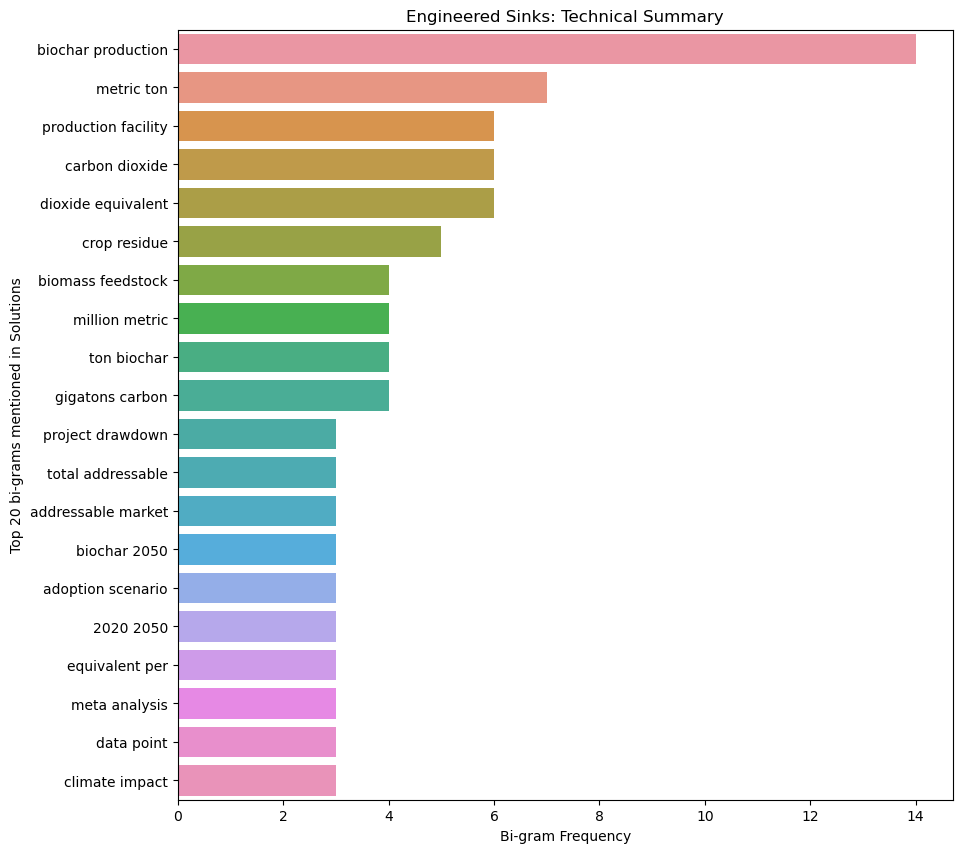 Engineered Sinks: Technical Summary
Top 20 bi-grams mentioned in Solutions
biochar production
metric ton
production facility
carbon dioxide
dioxide equivalent
crop residue
biomass feedstock
million metric
ton biochar
gigatons carbon
project drawdown
total addressable
addressable market
biochar 2050
adoption scenario
2020 2050
equivalent per
meta analysis
data point
climate impact
0 2 4 6 8 10 12 14
Bi-gram Frequency